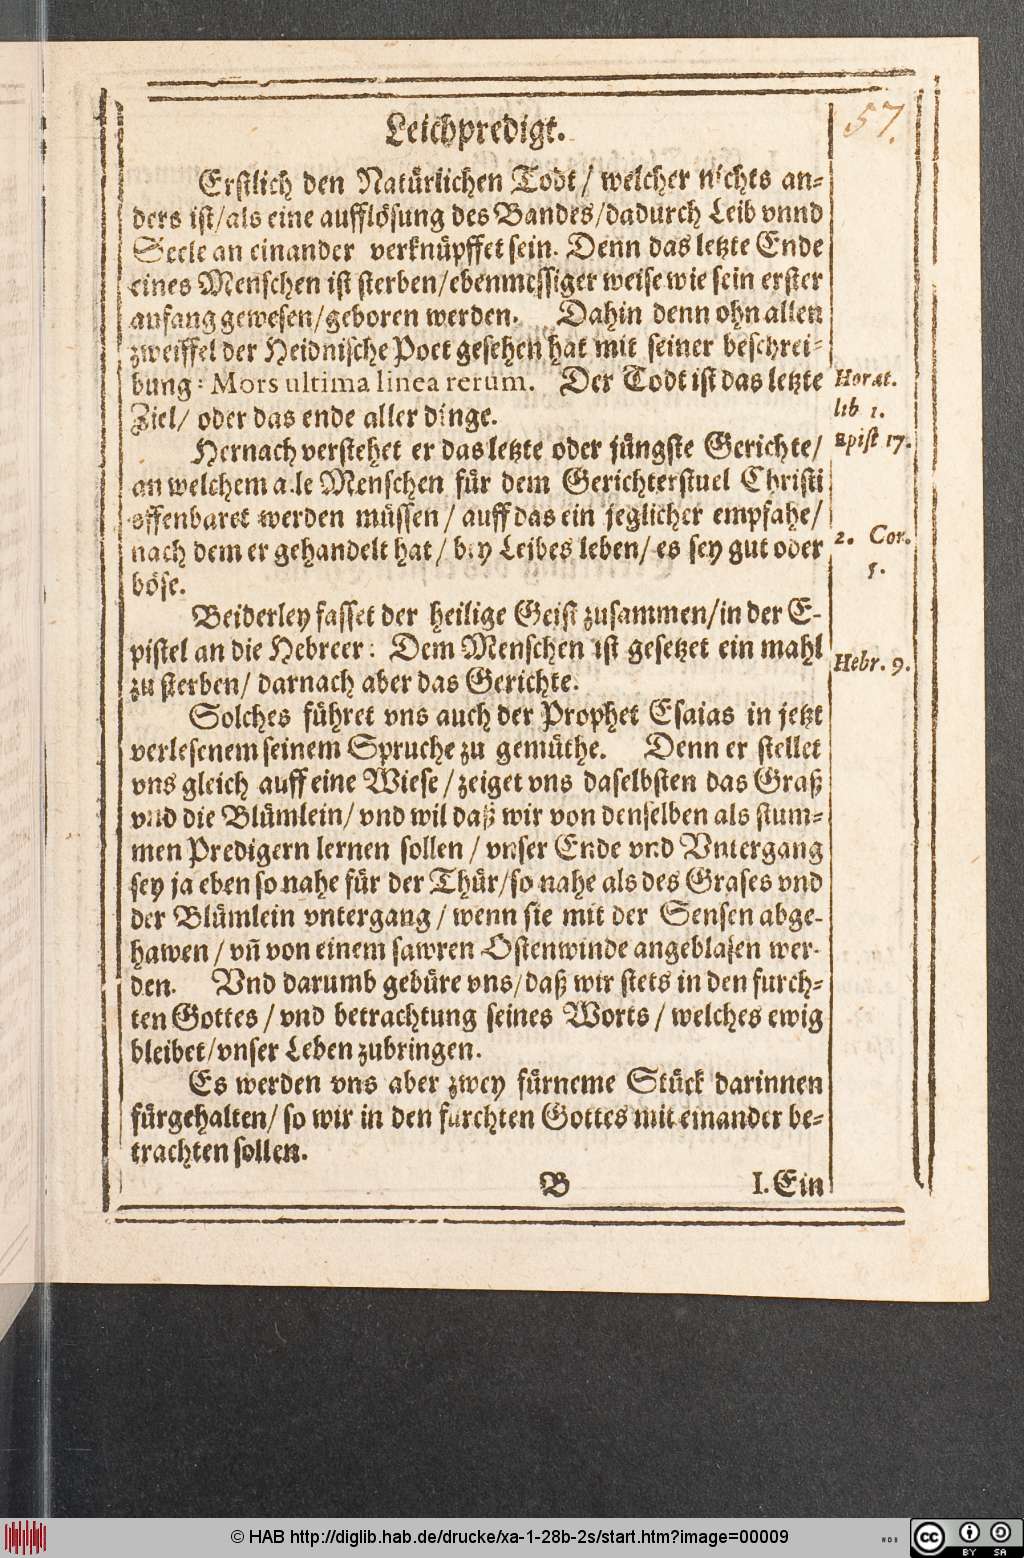 Leichpredigt.
57.
Erstlich den Natürlichen Todt / welcher nichts an=
ders ist/als eine aufflösung des Bandes/dadurch Leib vnnd
Seele an einander verknüpffet sein. Denn das letzte Ende
eines Menschen ist sterben/ebenmessiger weise wie sein erster
anfang gewesen/geboren werden. Dahin denn ohn allen
zweiffel der Heidnische Poet gesehen hat mit seiner beschrei=
bung: Mors ultima linea rerum. Der Todt ist das letzte
Ziel/ oder das ende aller dinge.
Horat.
lib 1.
Epist 17.
Hernach verstehet er das letzte oder jüngste Gerichte/
an welchem alle Menschen für dem Gerichterstuel Christi
offenbaret werden müssen / auff das ein jeglicher empfahe/
nach dem er gehandelt hat / bey Leibes leben/ es sey gut oder
böse.
2. Cor.
5.
Beiderley fasset der heilige Geist zusammen/in der E-
pistel an die Hebreer: Dem Menschen ist gesetzet ein mahl
zu sterben/ darnach aber das Gerichte.
Hebr. 9.
Solches führet vns auch der Prophet Esaias in jetzt
verlesenem seinem Spruche zu gemüthe. Denn er stellet
vns gleich auff eine Wiese / zeiget vns daselbsten das Graß
vnd die Blümlein/ vnd wil daß wir von denselben als stum=
men Predigern lernen sollen / vnser Ende vnd Vntergang
sey ja eben so nahe für der Thür/so nahe als des Grases vnd
der Blümlein vntergang / wenn sie mit der Sensen abge-
hawen / vñ von einem sawren Ostenwinde angeblasen wer-
den. Vnd darumb gebüre vns/daß wir stets in den furch=
ten Gottes / vnd betrachtung seines Worts / welches ewig
bleibet/vnser Leben zubringen.
Es werden vns aber zwey fürneme Stück darinnen
fürgehalten/ so wir in den furchten Gottes mit einander be=
trachten sollen.
B
I. Ein
© HAB http://diglib.hab.de/drucke/xa-1-28b-2s/start.htm?image=00009
cc BY SA